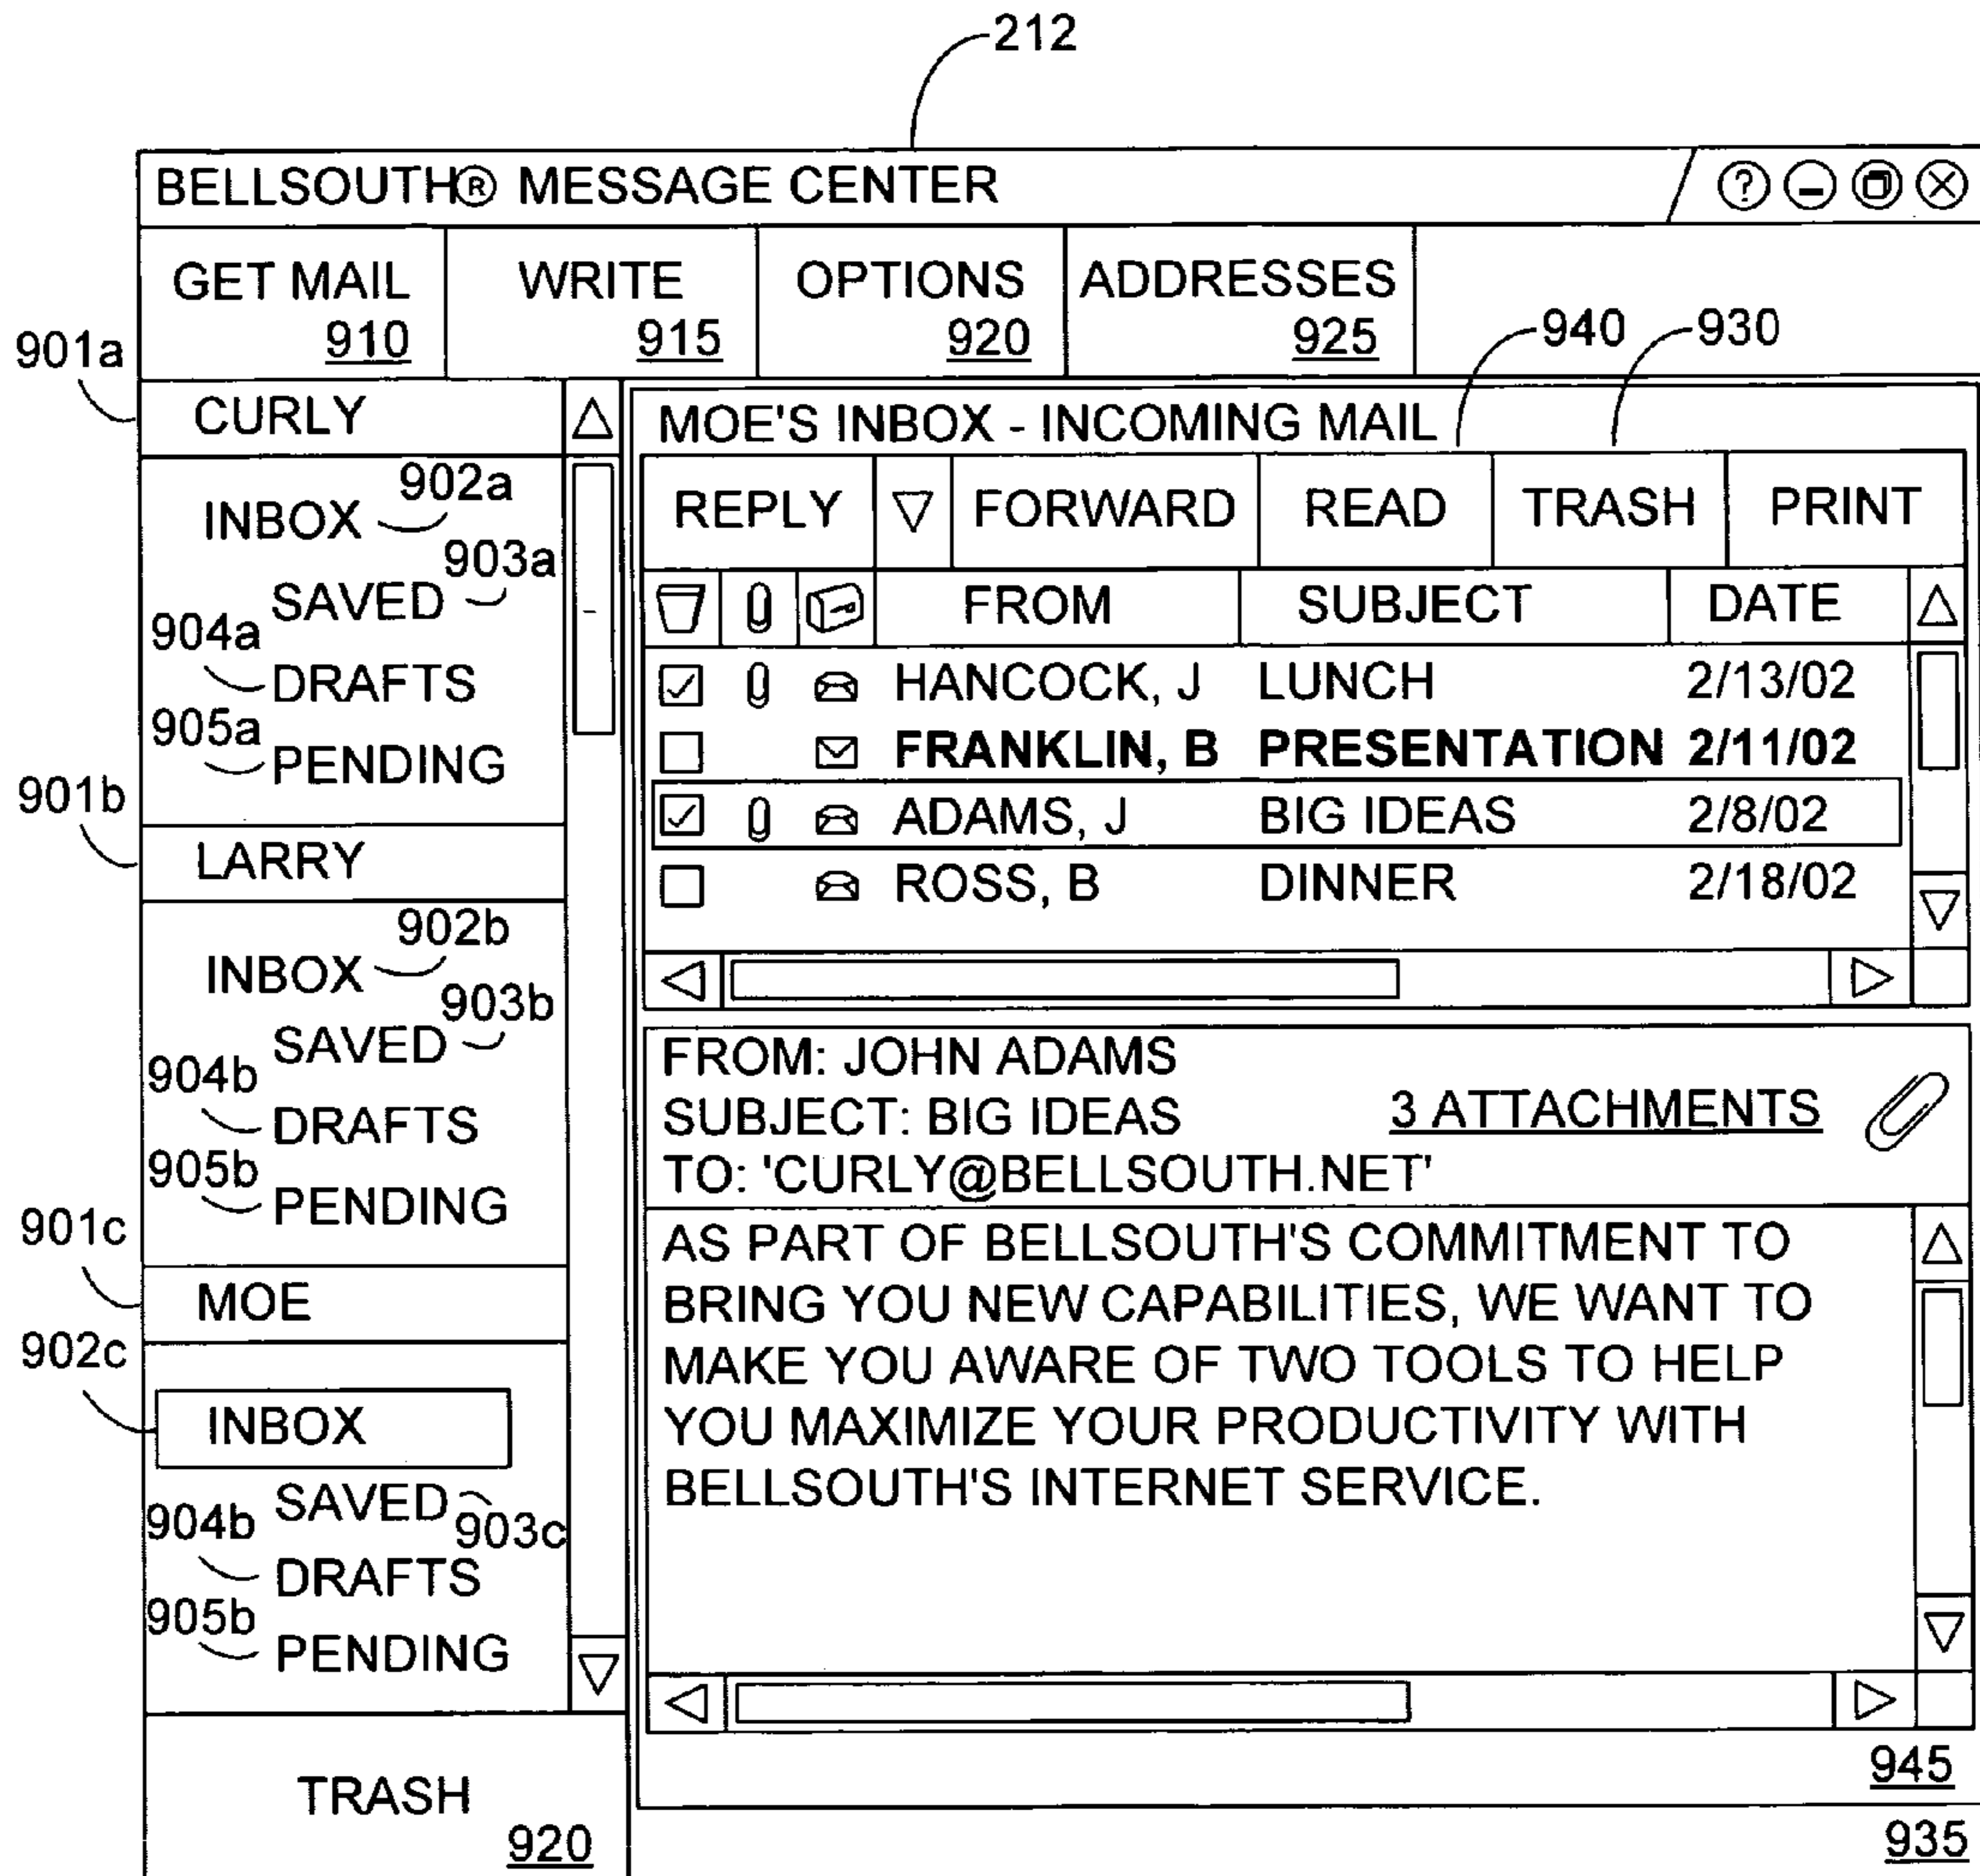 212
BELLSOUTH® MESSAGE CENTER
GET MAIL 910
WRITE 915
OPTIONS 920
ADDRESSES 925
940
930
901a
CURLY
INBOX 902a
SAVED 903a
904a DRAFTS
905a PENDING
901b
LARRY
INBOX 902b
SAVED 903b
904b DRAFTS
905b PENDING
901c
MOE
902c
INBOX
SAVED 903c
904b DRAFTS
905b PENDING
TRASH
920
MOE'S INBOX - INCOMING MAIL
REPLY FORWARD READ TRASH PRINT
FROM SUBJECT DATE
HANCOCK, J LUNCH 2/13/02
FRANKLIN, B PRESENTATION 2/11/02
ADAMS, J BIG IDEAS 2/8/02
ROSS, B DINNER 2/18/02
FROM: JOHN ADAMS
SUBJECT: BIG IDEAS 3 ATTACHMENTS
TO: 'CURLY@BELLSOUTH.NET'
AS PART OF BELLSOUTH'S COMMITMENT TO
BRING YOU NEW CAPABILITIES, WE WANT TO
MAKE YOU AWARE OF TWO TOOLS TO HELP
YOU MAXIMIZE YOUR PRODUCTIVITY WITH
BELLSOUTH'S INTERNET SERVICE.
945
935